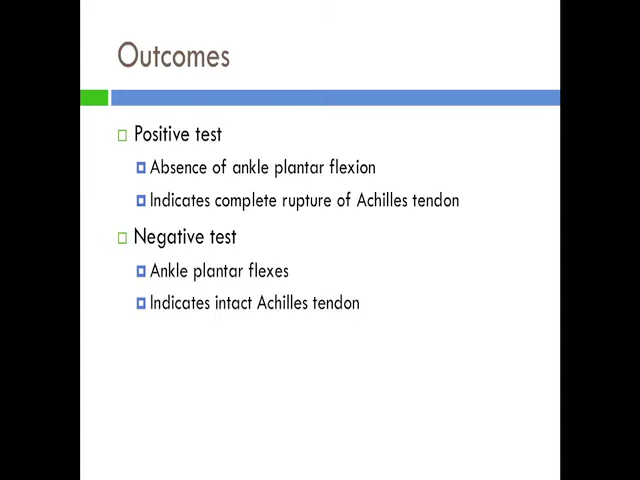 Outcomes
Positive test
Absence of ankle plantar flexion
Indicates complete rupture of Achilles tendon
Negative test
Ankle plantar flexes
Indicates intact Achilles tendon